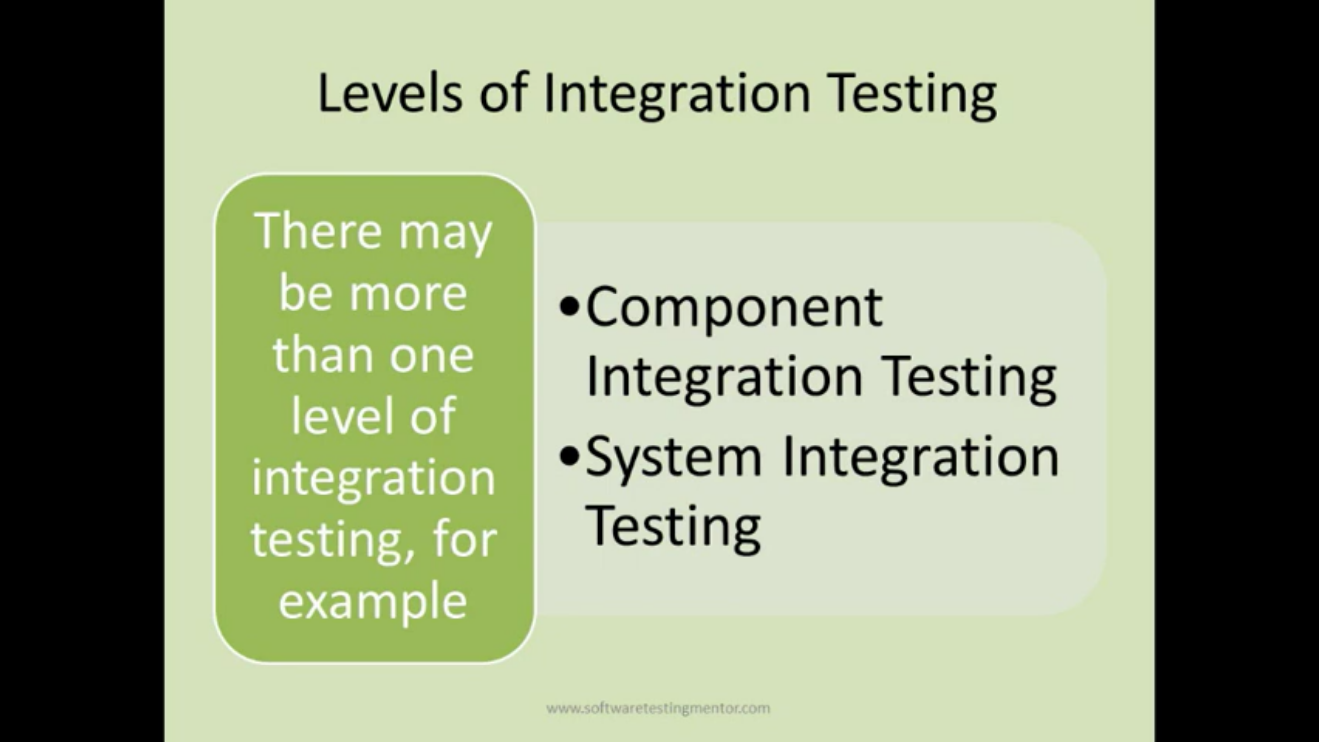 Levels of Integration Testing
There may
be more
than one
level of
integration
testing, for
example
•Component
Integration Testing
•System Integration
Testing
www.softwaretestingmentor.com